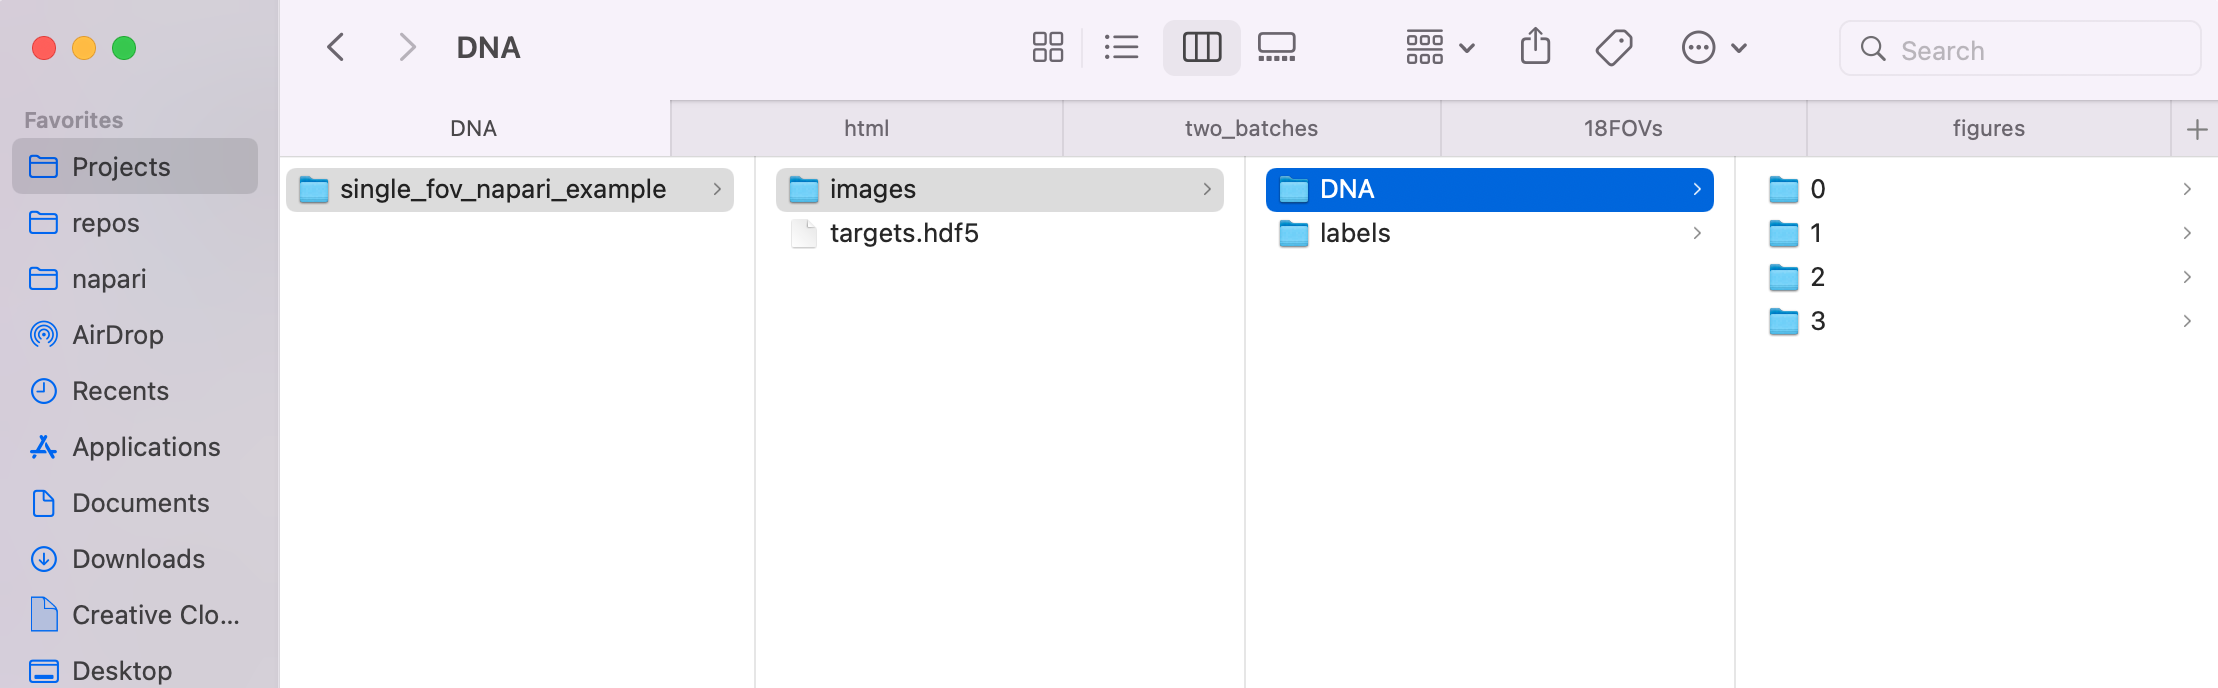 DNA
Search
DNA
html
two_batches
18FOVs
figures
Favorites
Projects
repos
napari
AirDrop
Recents
Applications
Documents
Downloads
Creative Clo...
Desktop
single_fov_napari_example
images
targets.hdf5
DNA
labels
0
1
2
3